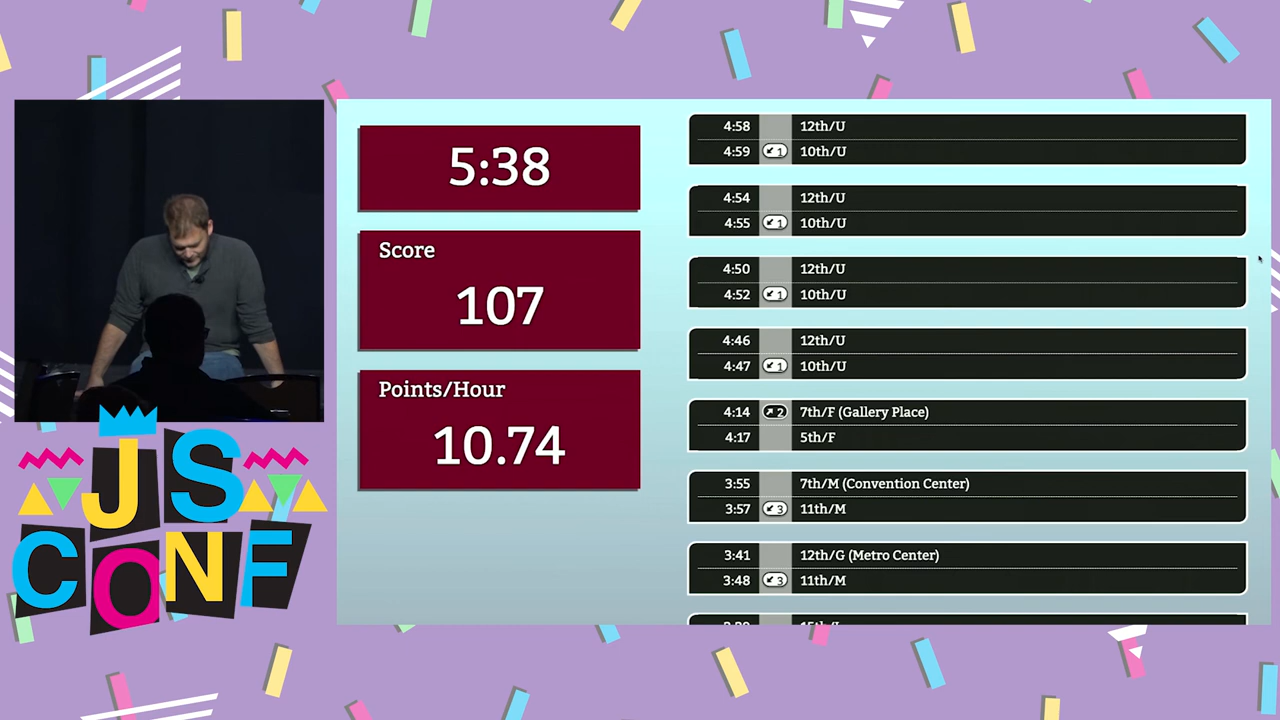 5:38
Score
107
Points/Hour
10.74
4:58 12th/U
4:59 ↙1 10th/U
4:54 12th/U
4:55 ↙1 10th/U
4:50 12th/U
4:52 ↙1 10th/U
4:46 12th/U
4:47 ↙1 10th/U
4:14 ↗2 7th/F (Gallery Place)
4:17 5th/F
3:55 7th/M (Convention Center)
3:57 ↙3 11th/M
3:41 12th/G (Metro Center)
3:48 ↙3 11th/M
JS
CONF